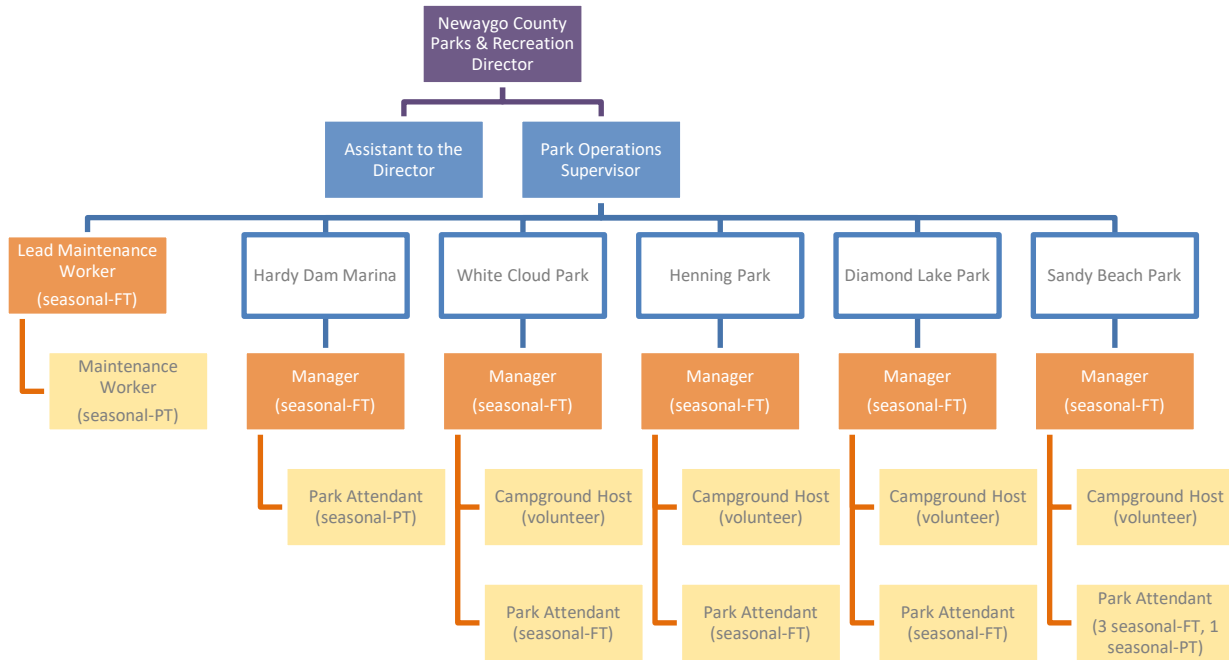 Newaygo County
Parks & Recreation
Director
Assistant to the
Director
Park Operations
Supervisor
Lead Maintenance
Worker
(seasonal-FT)
Hardy Dam Marina
White Cloud Park
Henning Park
Diamond Lake Park
Sandy Beach Park
Maintenance
Worker
(seasonal-PT)
Manager
(seasonal-FT)
Manager
(seasonal-FT)
Manager
(seasonal-FT)
Manager
(seasonal-FT)
Manager
(seasonal-FT)
Park Attendant
(seasonal-PT)
Campground Host
(volunteer)
Campground Host
(volunteer)
Campground Host
(volunteer)
Campground Host
(volunteer)
Park Attendant
(seasonal-FT)
Park Attendant
(seasonal-FT)
Park Attendant
(seasonal-FT)
Park Attendant
(3 seasonal-FT, 1
seasonal-PT)